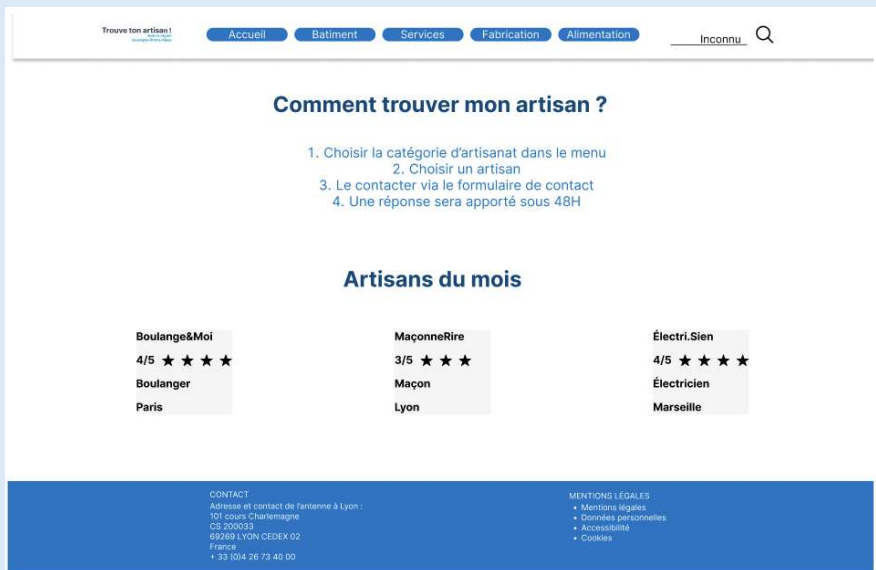 Trouve ton artisan !
Accueil
Batiment
Services
Fabrication
Alimentation
Inconnu
Comment trouver mon artisan ?
1. Choisir la catégorie d'artisanat dans le menu
2. Choisir un artisan
3. Le contacter via le formulaire de contact
4. Une réponse sera apporté sous 48H
Artisans du mois
Boulange&Moi
4/5 ★ ★ ★ ★
Boulanger
Paris
MaçonneRire
3/5 ★ ★ ★
Maçon
Lyon
Électri.Sien
4/5 ★ ★ ★ ★
Électricien
Marseille
CONTACT
Adresse et contact de l'antenne à Lyon :
101 cours Charlemagne
CS 200033
69269 LYON CEDEX 02
France
+ 33 (0)4 26 73 40 00
MENTIONS LÉGALES
• Mentions légales
• Données personnelles
• Accessibilité
• Cookies